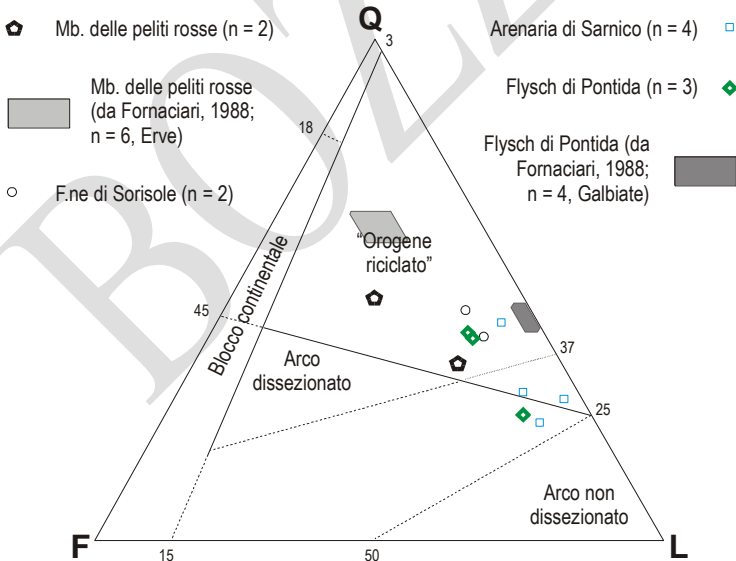 Q
3
Mb. delle peliti rosse (n = 2)
Mb. delle peliti rosse
(da Fornaciari, 1988;
n = 6, Erve)
F.ne di Sorisole (n = 2)
Arenaria di Sarnico (n = 4)
Flysch di Pontida (n = 3)
Flysch di Pontida (da
Fornaciari, 1988;
n = 4, Galbiate)
18
"Orogene
riciclato"
Blocco continentale
45
37
Arco
dissezionato
25
Arco non
dissezionato
F
L
15
50
BOZZ